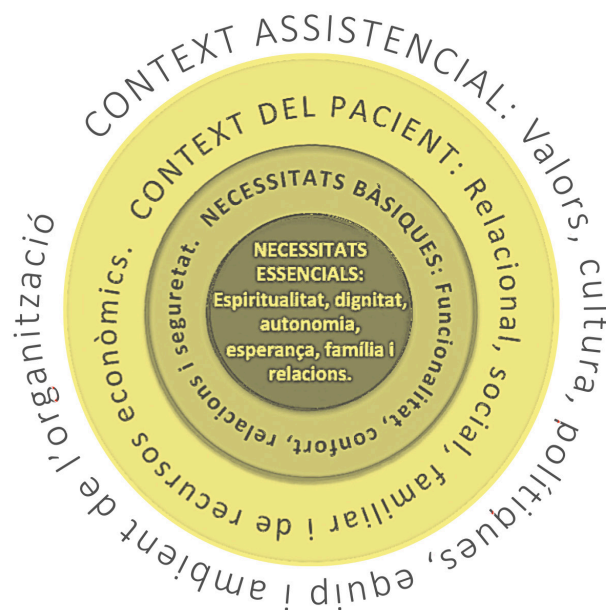 CONTEXT ASSISTENCIAL: Valors, cultura, polítiques, equip i ambient de l'organització
CONTEXT DEL PACIENT: Relacional, social, familiar i de recursos econòmics.
NECESSITATS BÀSIQUES: Funcionalitat, confort, relacions i seguretat.
NECESSITATS
ESSENCIALS:
Espiritualitat, dignitat,
autonomia,
esperança, família i
relacions.